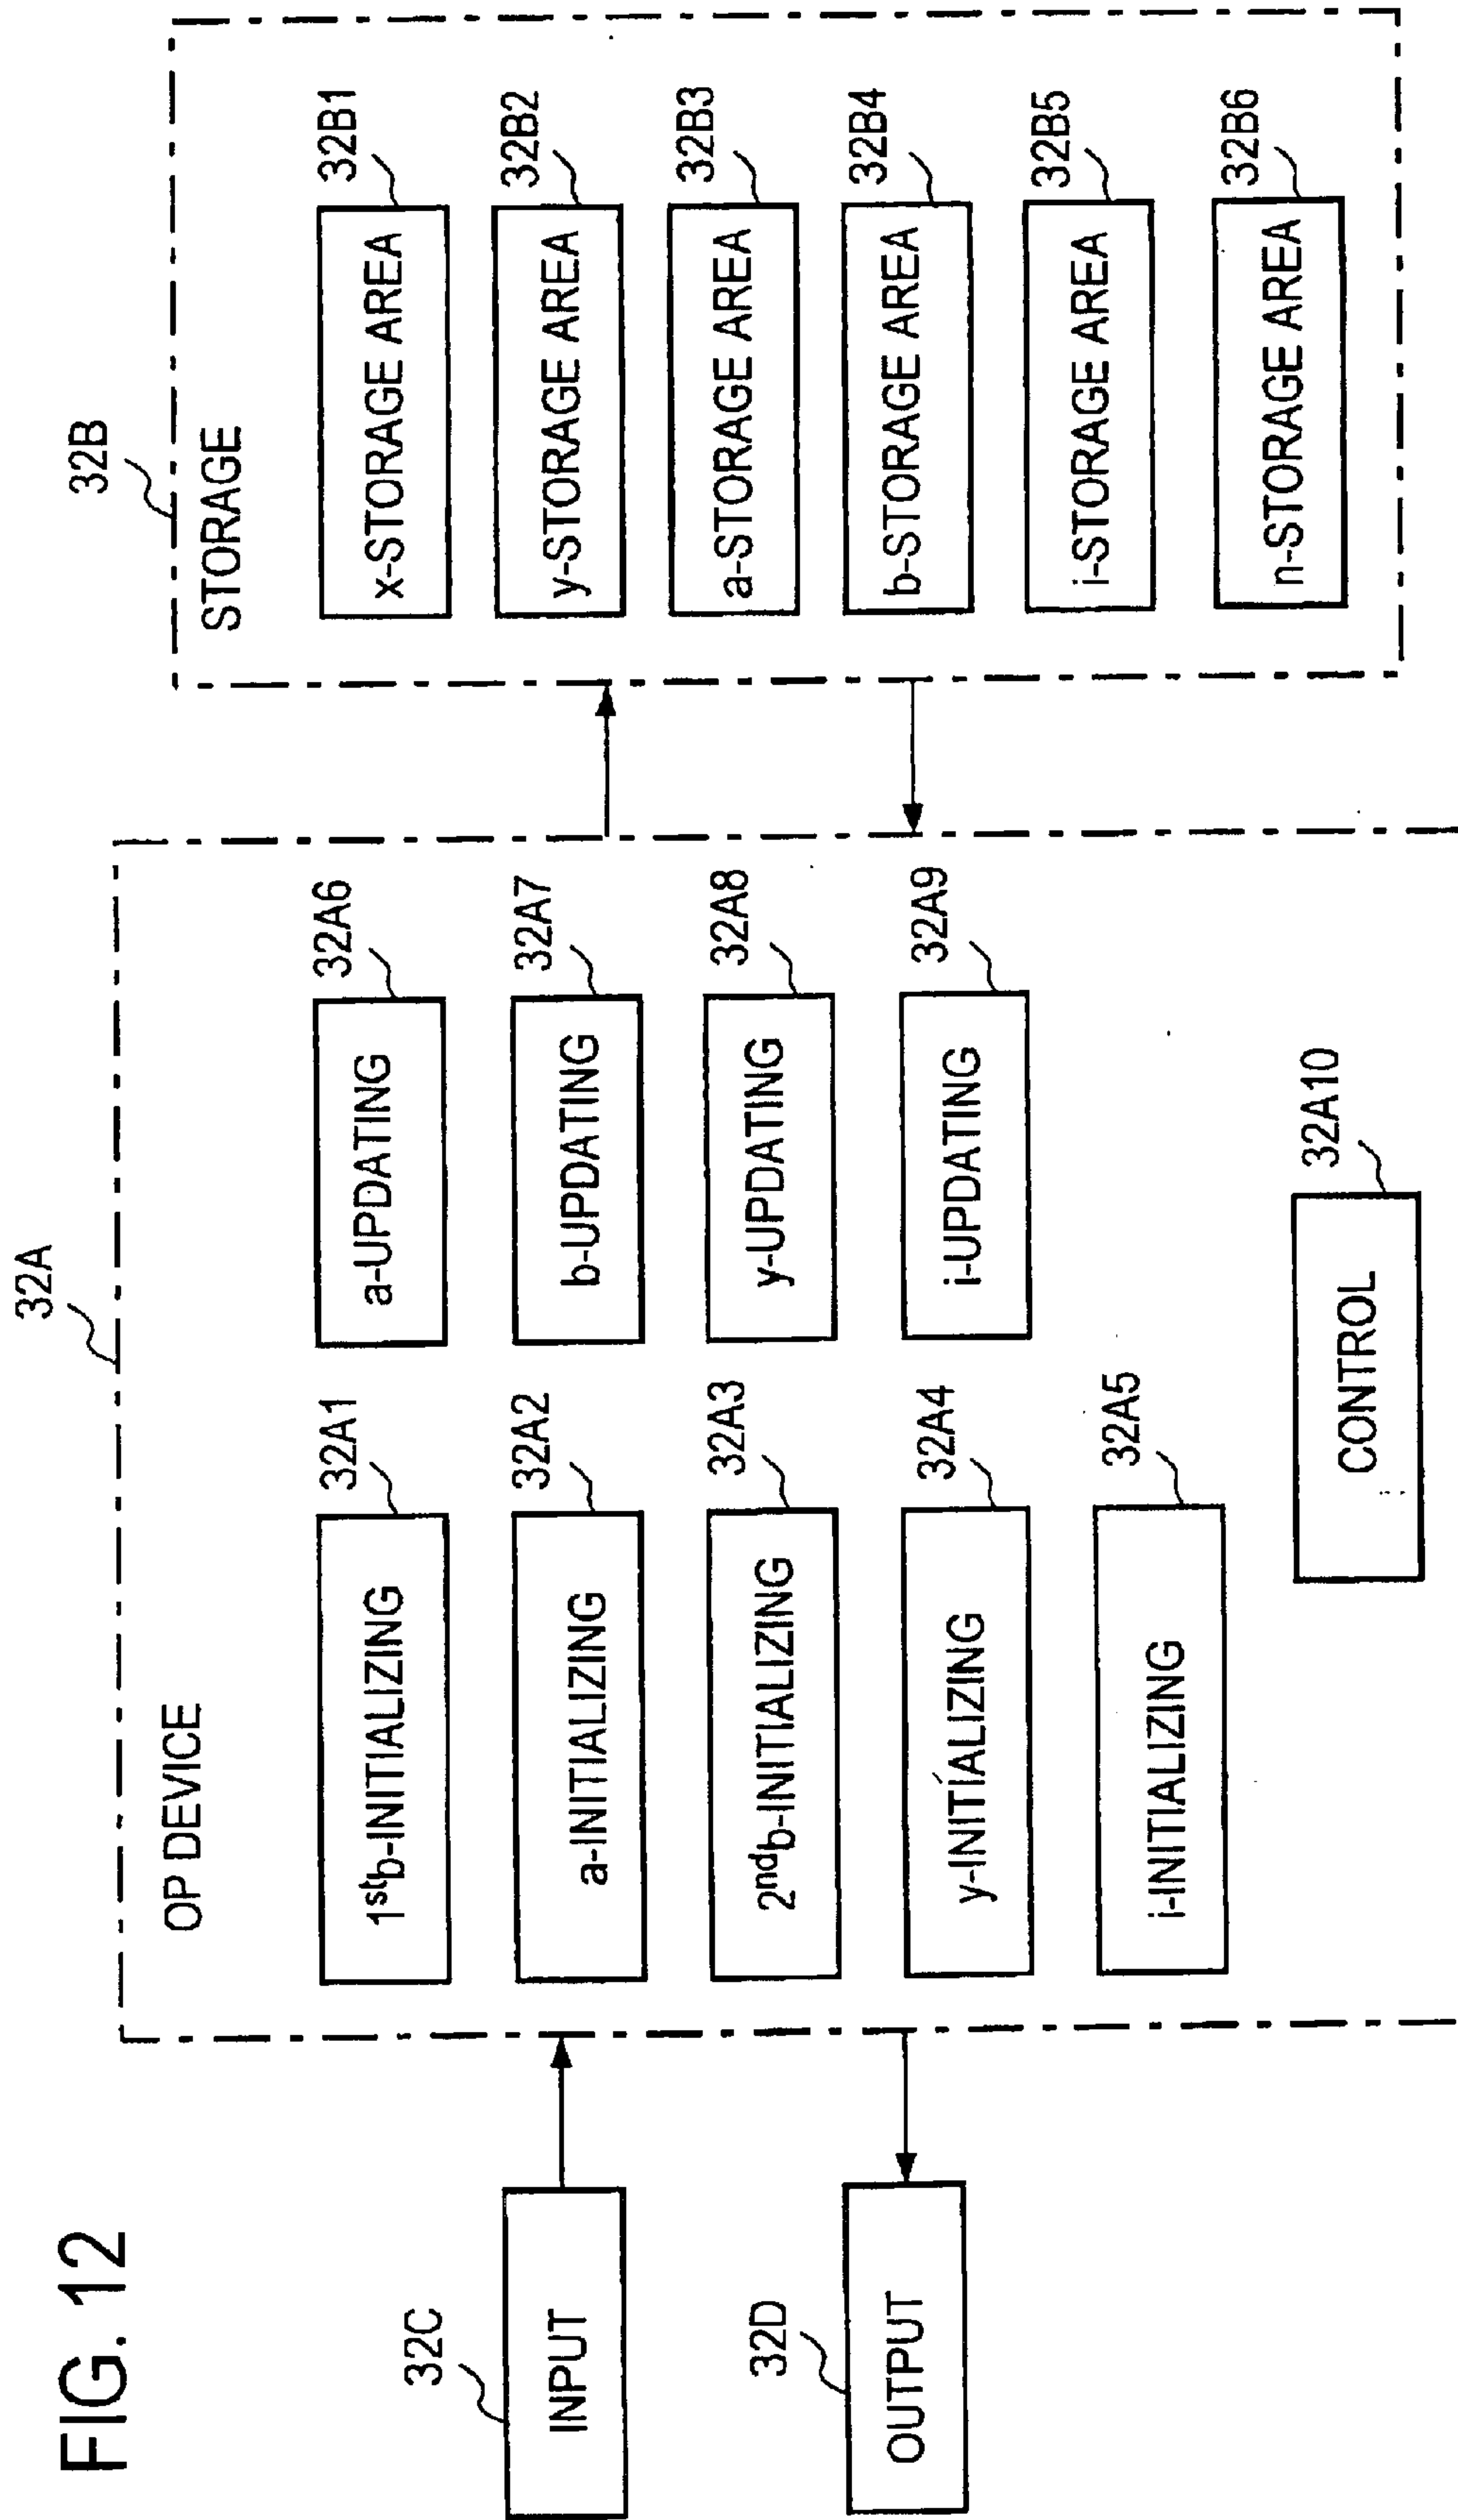 FIG. 12
32C
INPUT
32D
OUTPUT
32A
OP DEVICE
32A1
1st b-INITIALIZING
32A2
a-INITIALIZING
32A3
2nd b-INITIALIZING
32A4
y-INITIALIZING
32A5
i-INITIALIZING
32A6
a-UPDATING
32A7
b-UPDATING
32A8
y-UPDATING
32A9
i-UPDATING
32A10
CONTROL
32B
STORAGE
32B1
x-STORAGE AREA
32B2
y-STORAGE AREA
32B3
a-STORAGE AREA
32B4
b-STORAGE AREA
32B5
i-STORAGE AREA
32B6
n-STORAGE AREA